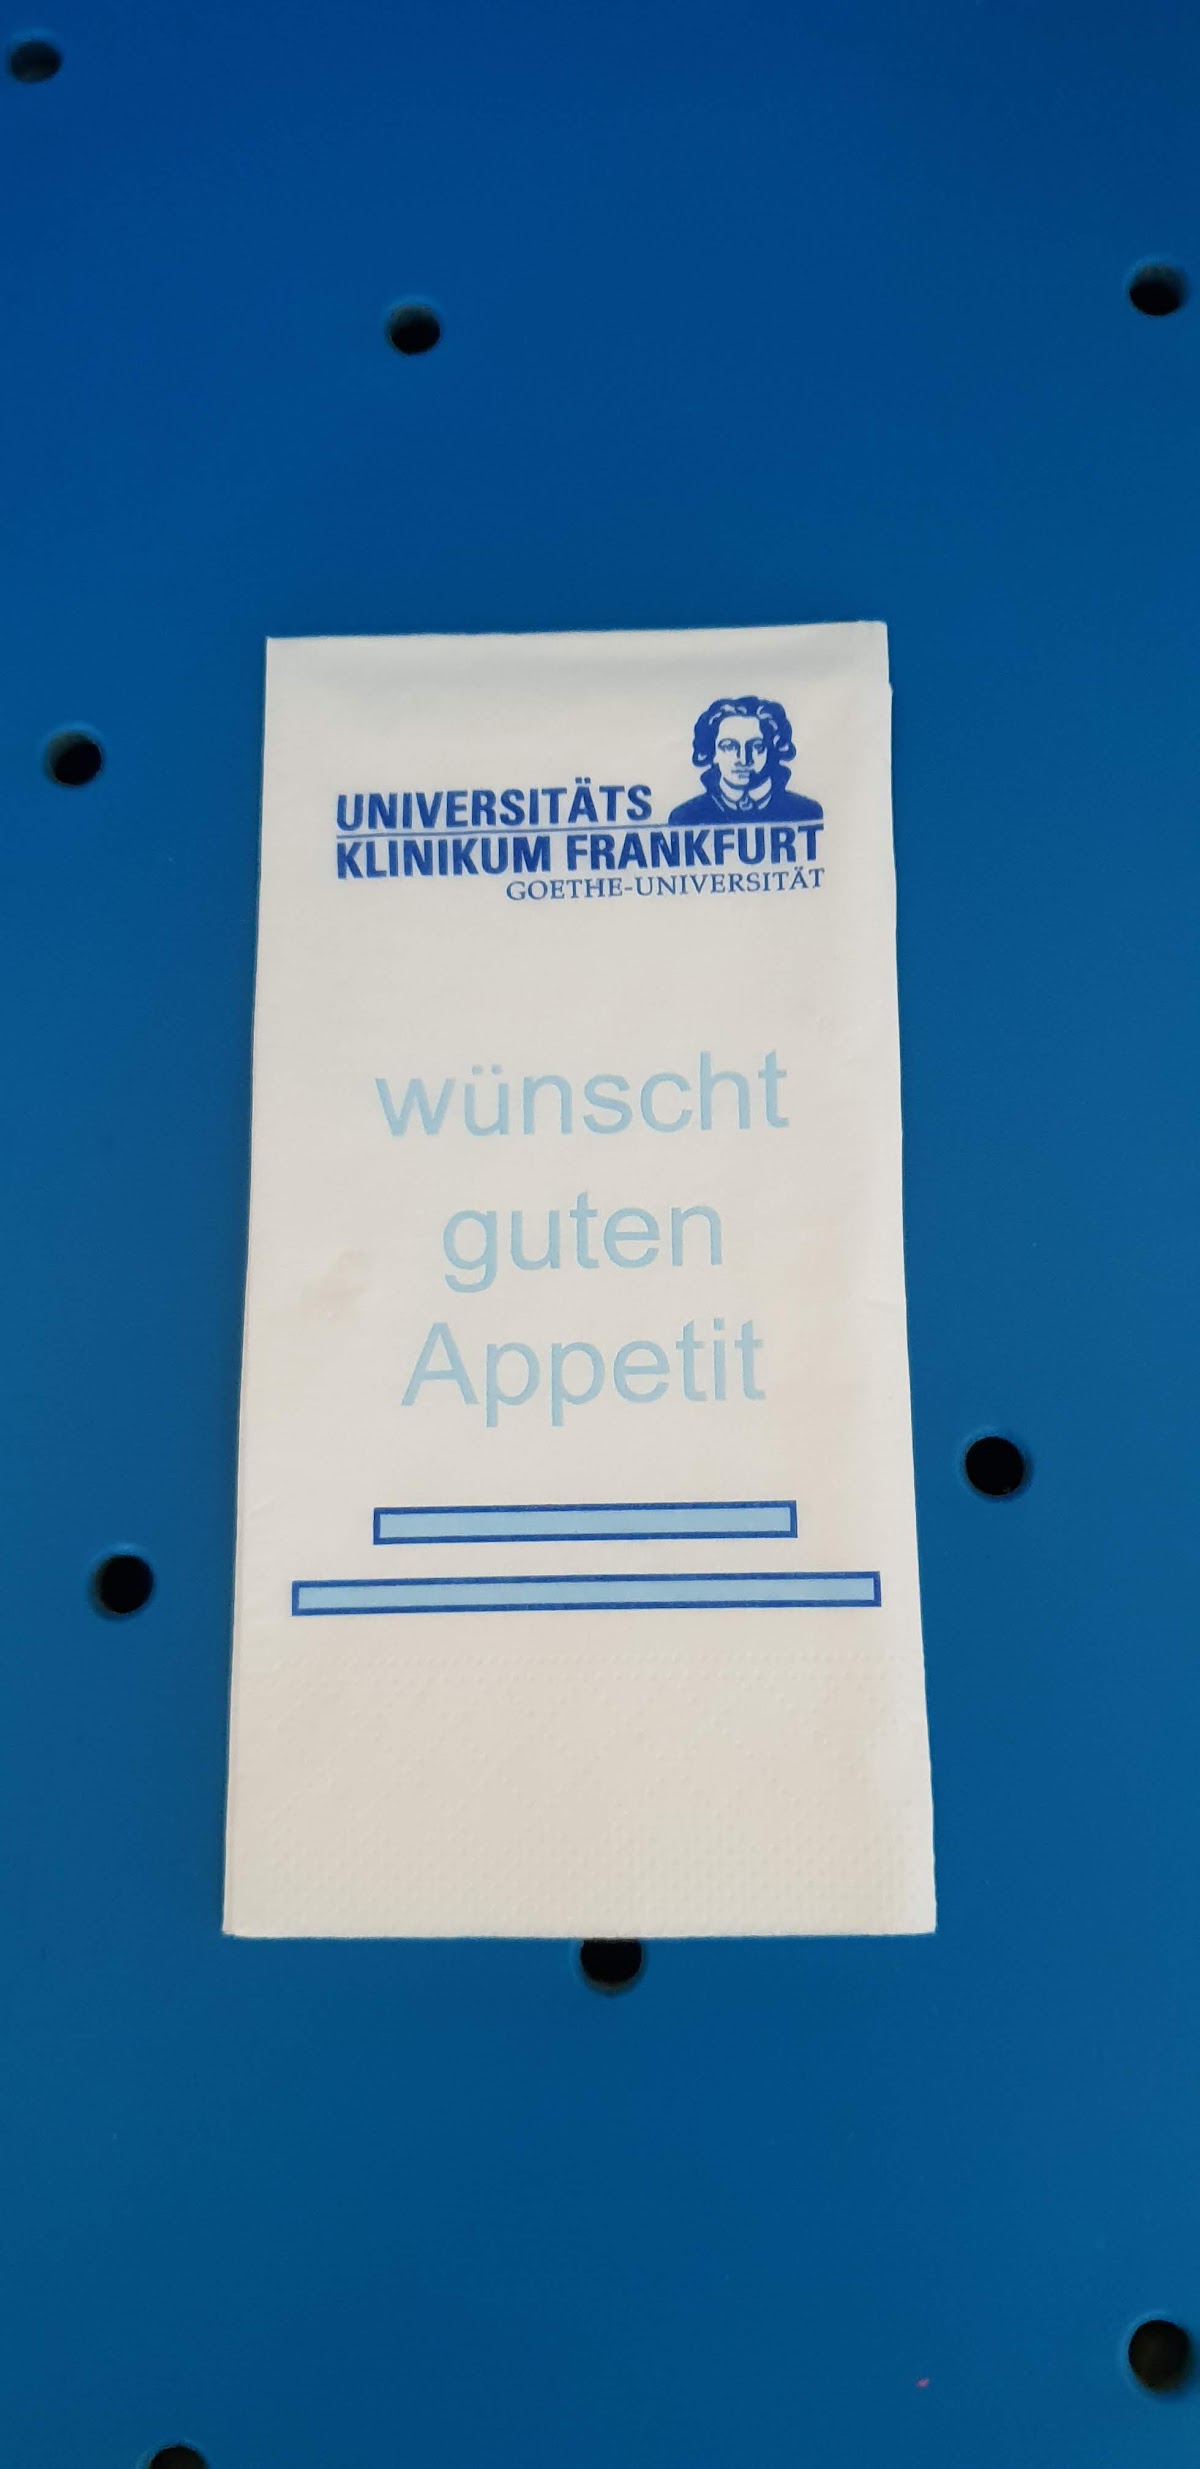 UNIVERSITÄTS
KLINIKUM FRANKFURT
GOETHE-UNIVERSITÄT
wünscht
guten
Appetit